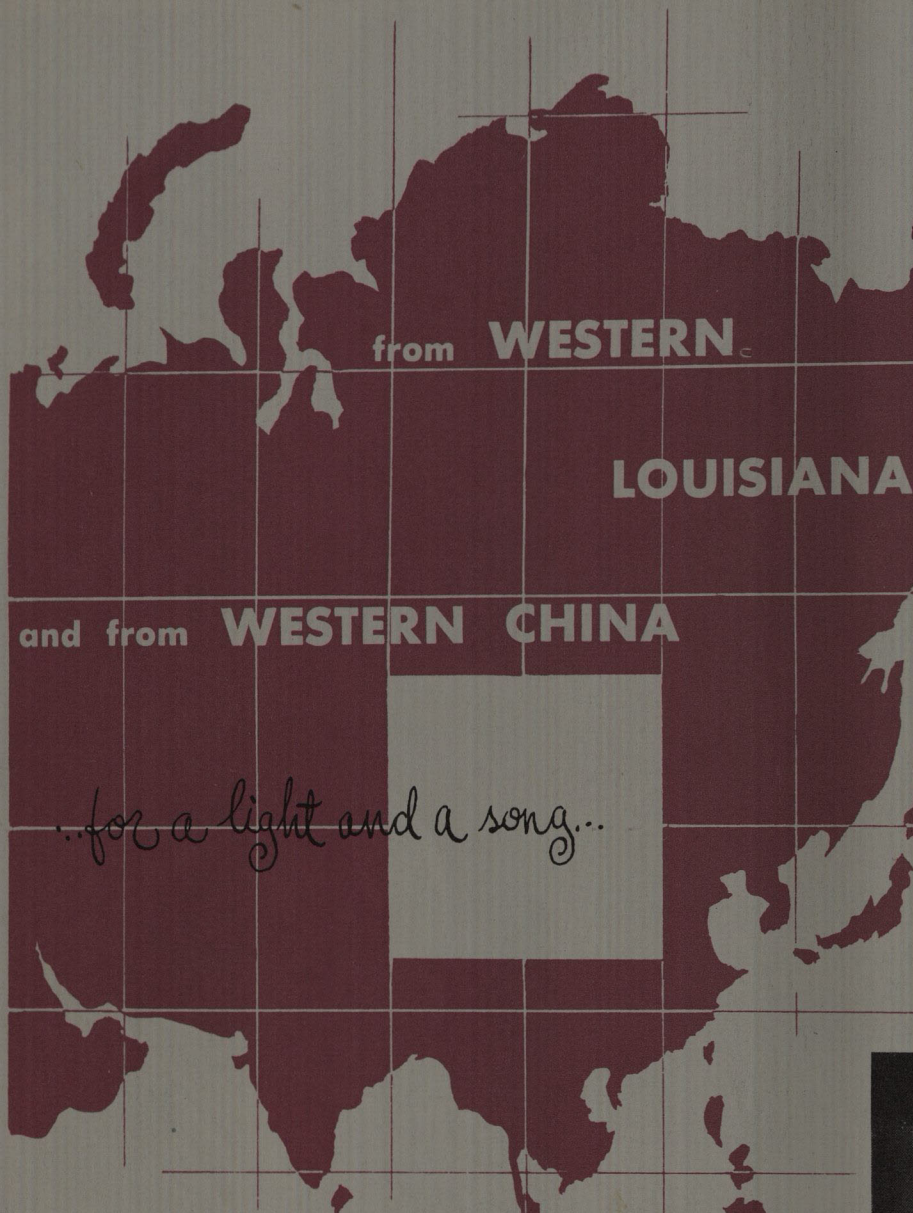 from WESTERN
LOUISIANA
and from WESTERN CHINA
...for a light and a song...